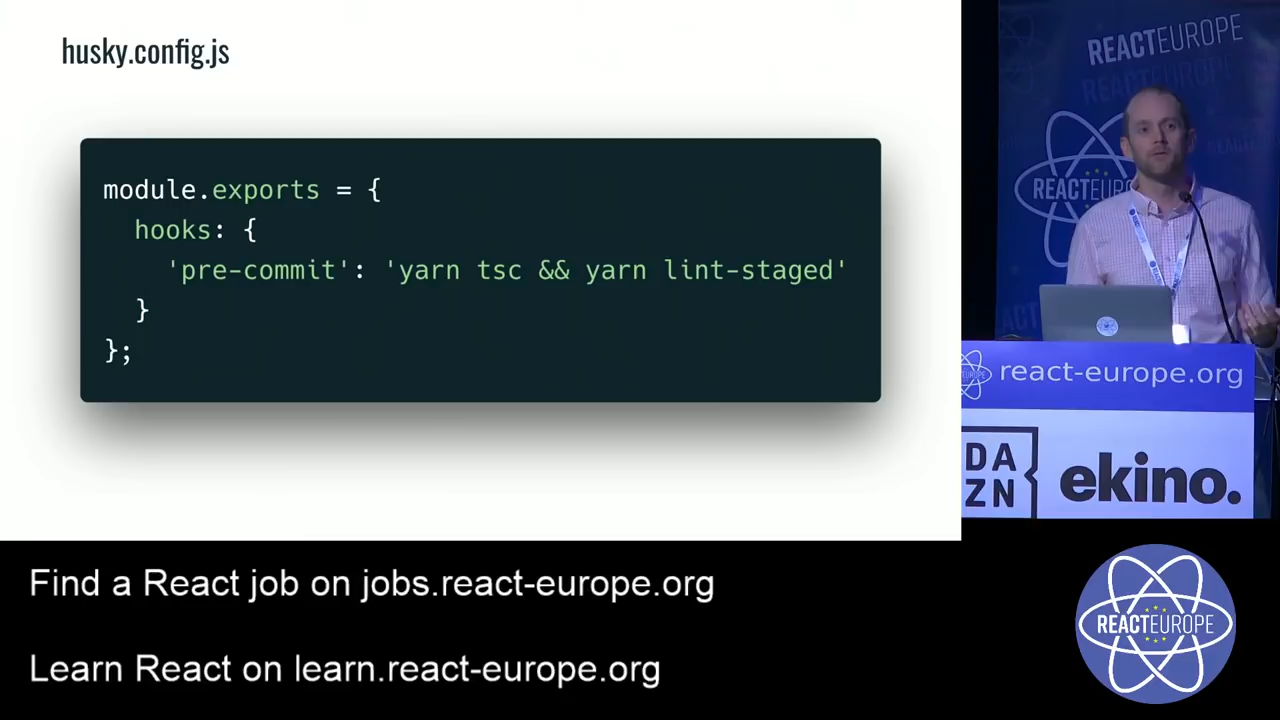 husky.config.js
module.exports = {
hooks: {
'pre-commit': 'yarn tsc && yarn lint-staged'
}
};
REACTEUROPE
REACTEUROPE
react-europe.org
DA
ZN
ekino.
Find a React job on jobs.react-europe.org
Learn React on learn.react-europe.org
REACTEUROPE